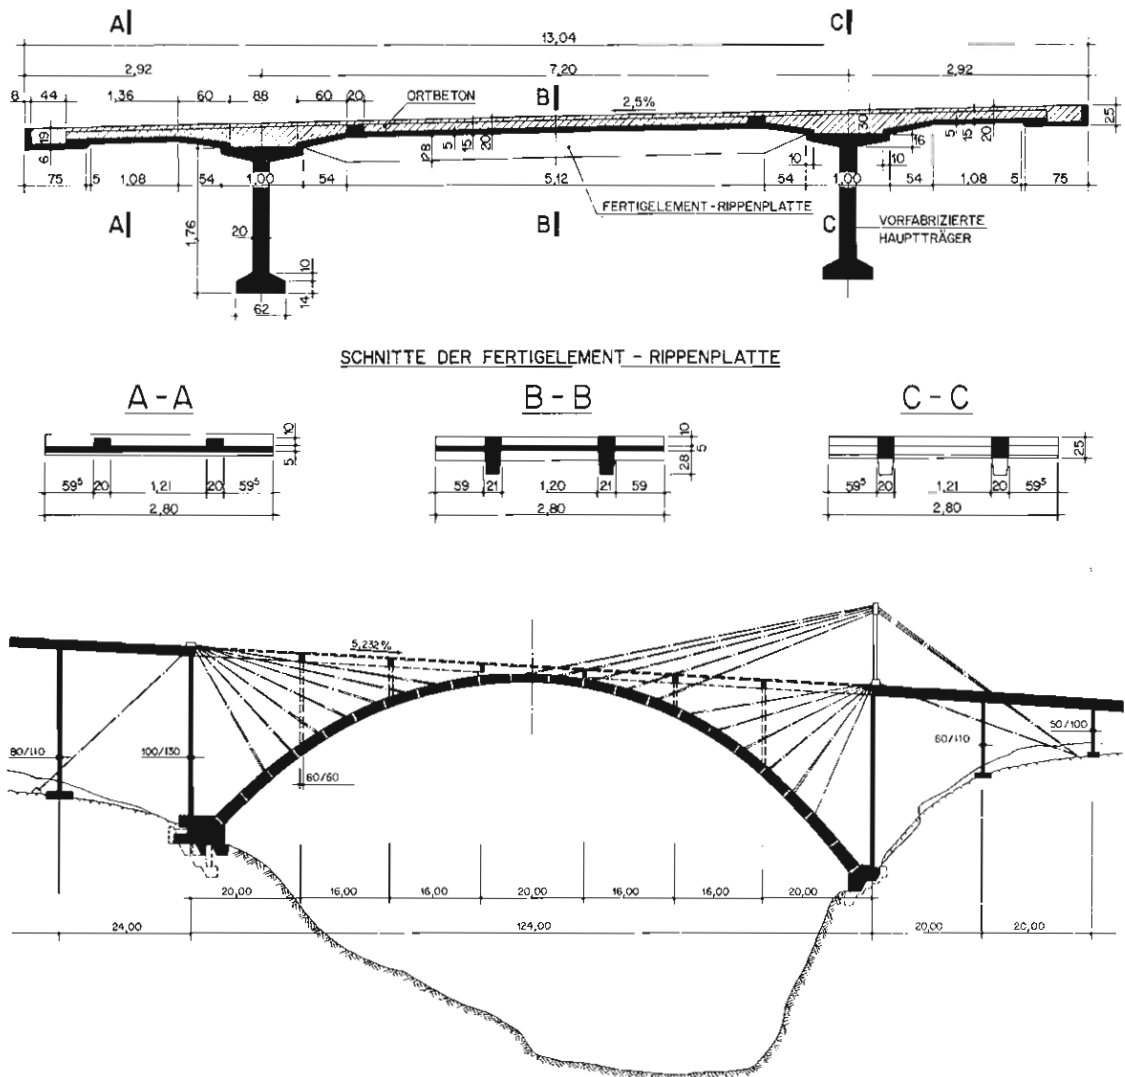 A C
13,04
2,92 7,20 2,92
8 44 1,36 60 88 60 20 ORTBETON B 2,5%
19 6 28 5 15 20 30 16 5 15 20 25
10 10
75 5 1,08 54 1,00 54 5,12 54 1,00 54 1,08 5 75
FERTIGELEMENT-RIPPENPLATTE
A B C VORFABRIZIERTE
HAUPTTRÄGER
1,76 20 10
62 14
SCHNITTE DER FERTIGELEMENT - RIPPENPLATTE
A-A B-B C-C
10 5 10 5 28 25
59⁵ 20 1,21 20 59⁵ 59 21 1,20 21 59 59⁵ 20 1,21 20 59⁵
2,80 2,80 2,80
5,232%
80/110 100/130 60/110 50/100
60/60
20,00 16,00 16,00 20,00 16,00 16,00 20,00
24,00 124,00 20,00 20,00